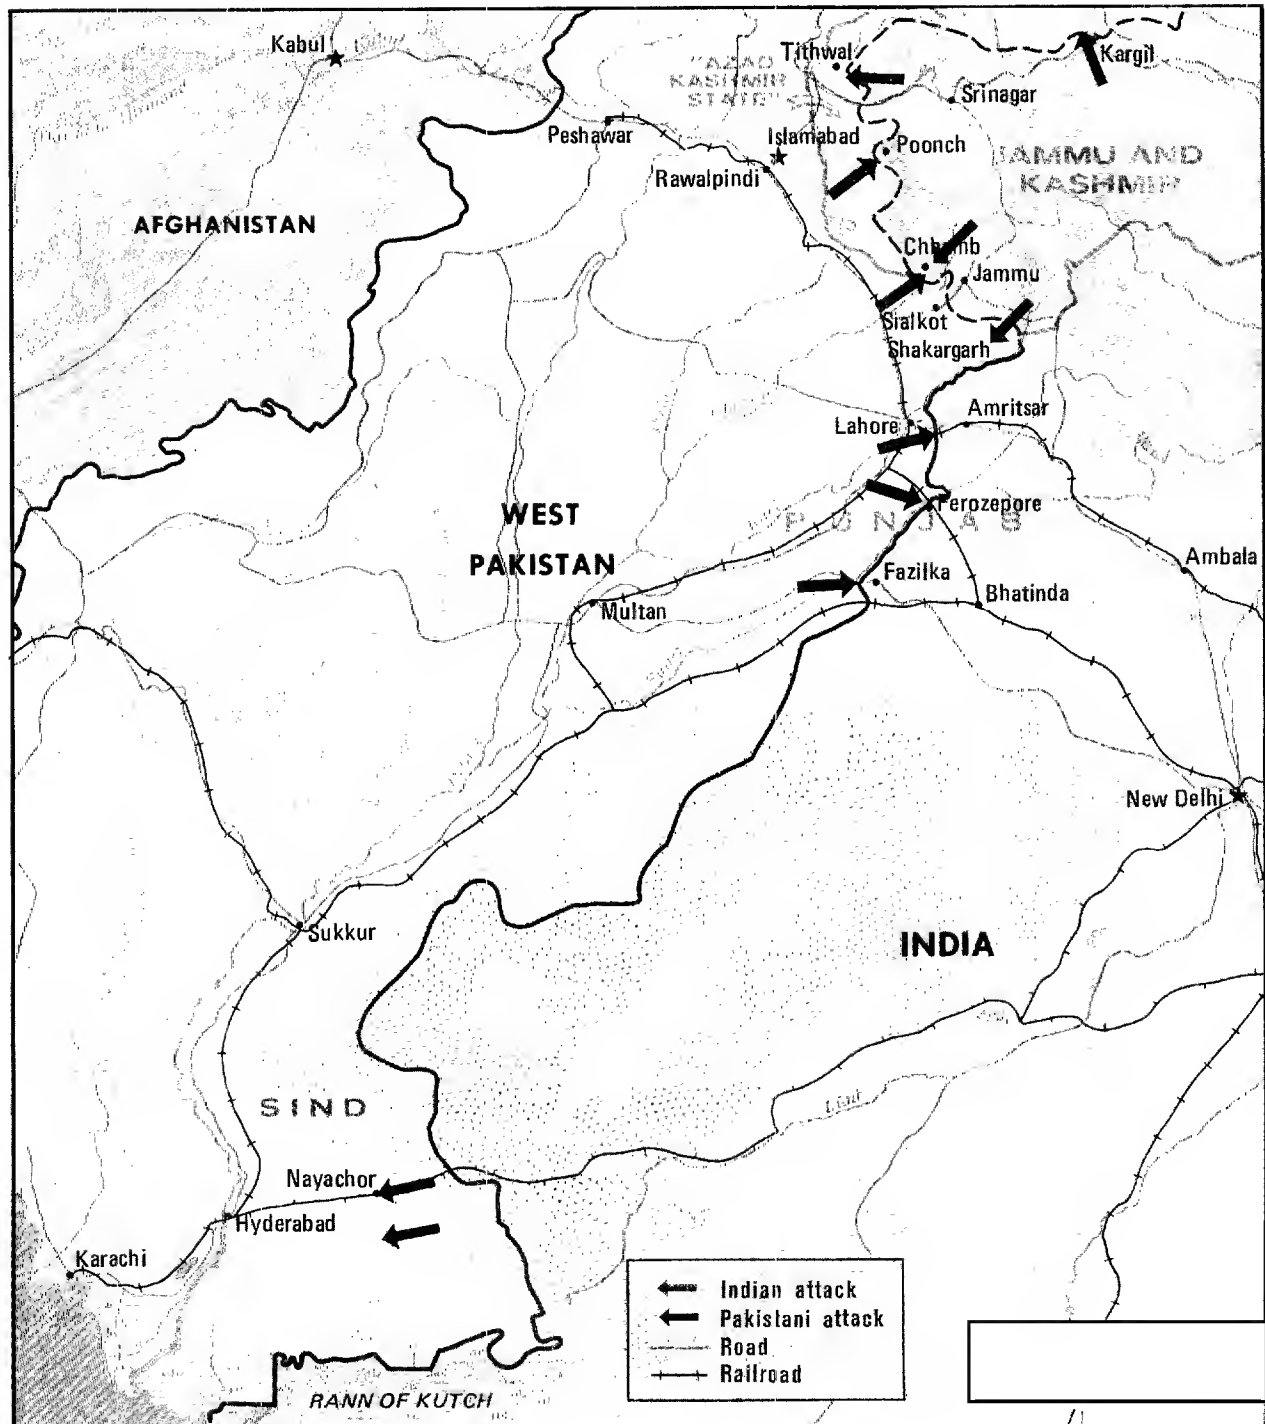 Kabul
Tithwal
Kargil
"AZAD
KASHMIR
STATE"
Srinagar
Peshawar
Islamabad
Poonch
Rawalpindi
JAMMU AND
KASHMIR
AFGHANISTAN
Chhamb
Jammu
Sialkot
Shakargarh
Amritsar
Lahore
WEST
PAKISTAN
Ferozepore
PUNJAB
Ambala
Fazilka
Bhatinda
Multan
New Delhi
Sukkur
INDIA
SIND
Nayachor
Hyderabad
Karachi
Indian attack
Pakistani attack
Road
Railroad
RANN OF KUTCH